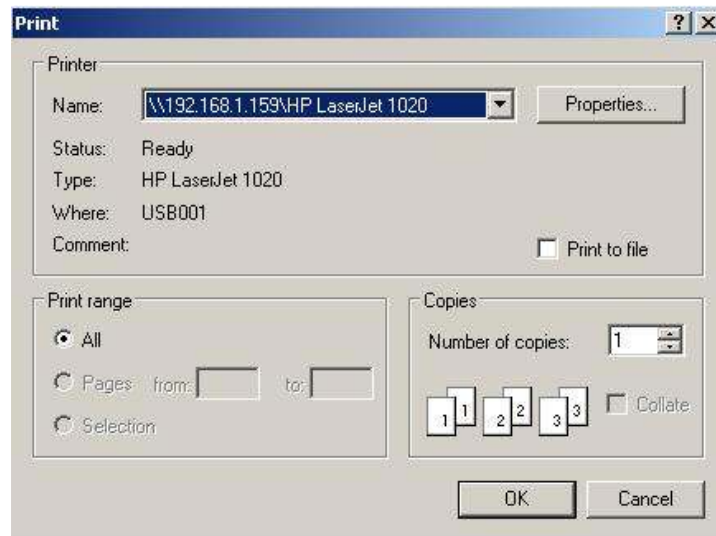 Print
Printer
Name: \\192.168.1.159\HP LaserJet 1020 Properties...
Status: Ready
Type: HP LaserJet 1020
Where: USB001
Comment: Print to file
Print range
All
Pages from: to:
Selection
Copies
Number of copies: 1
1 1 2 2 3 3 Collate
OK Cancel